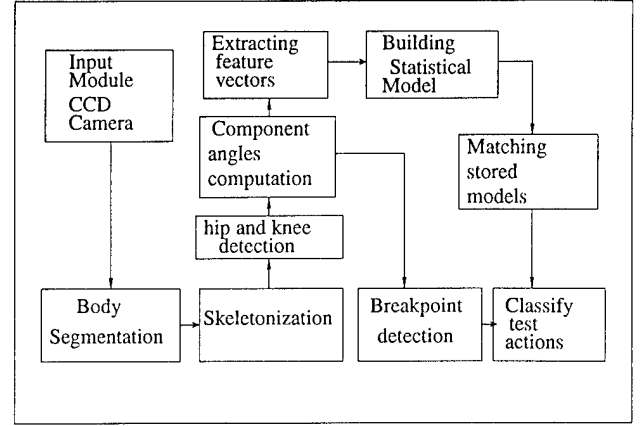 Input
Module
CCD
Camera
Extracting
feature
vectors
Building
Statistical
Model
Component
angles
computation
Matching
stored
models
hip and knee
detection
Body
Segmentation
Skeletonization
Breakpoint
detection
Classify
test
actions